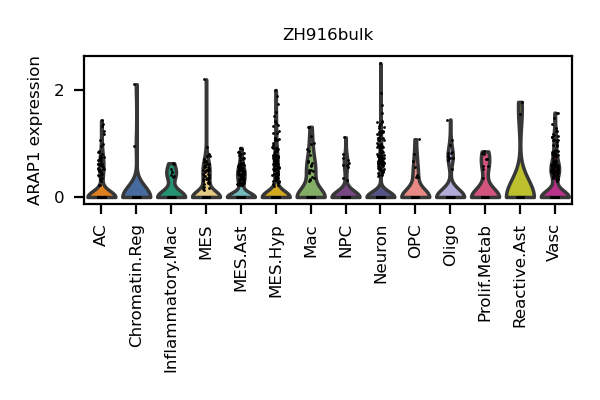 ZH916bulk
ARAP1 expression
2
0
AC
Chromatin.Reg
Inflammatory.Mac
MES
MES.Ast
MES.Hyp
Mac
NPC
Neuron
OPC
Oligo
Prolif.Metab
Reactive.Ast
Vasc